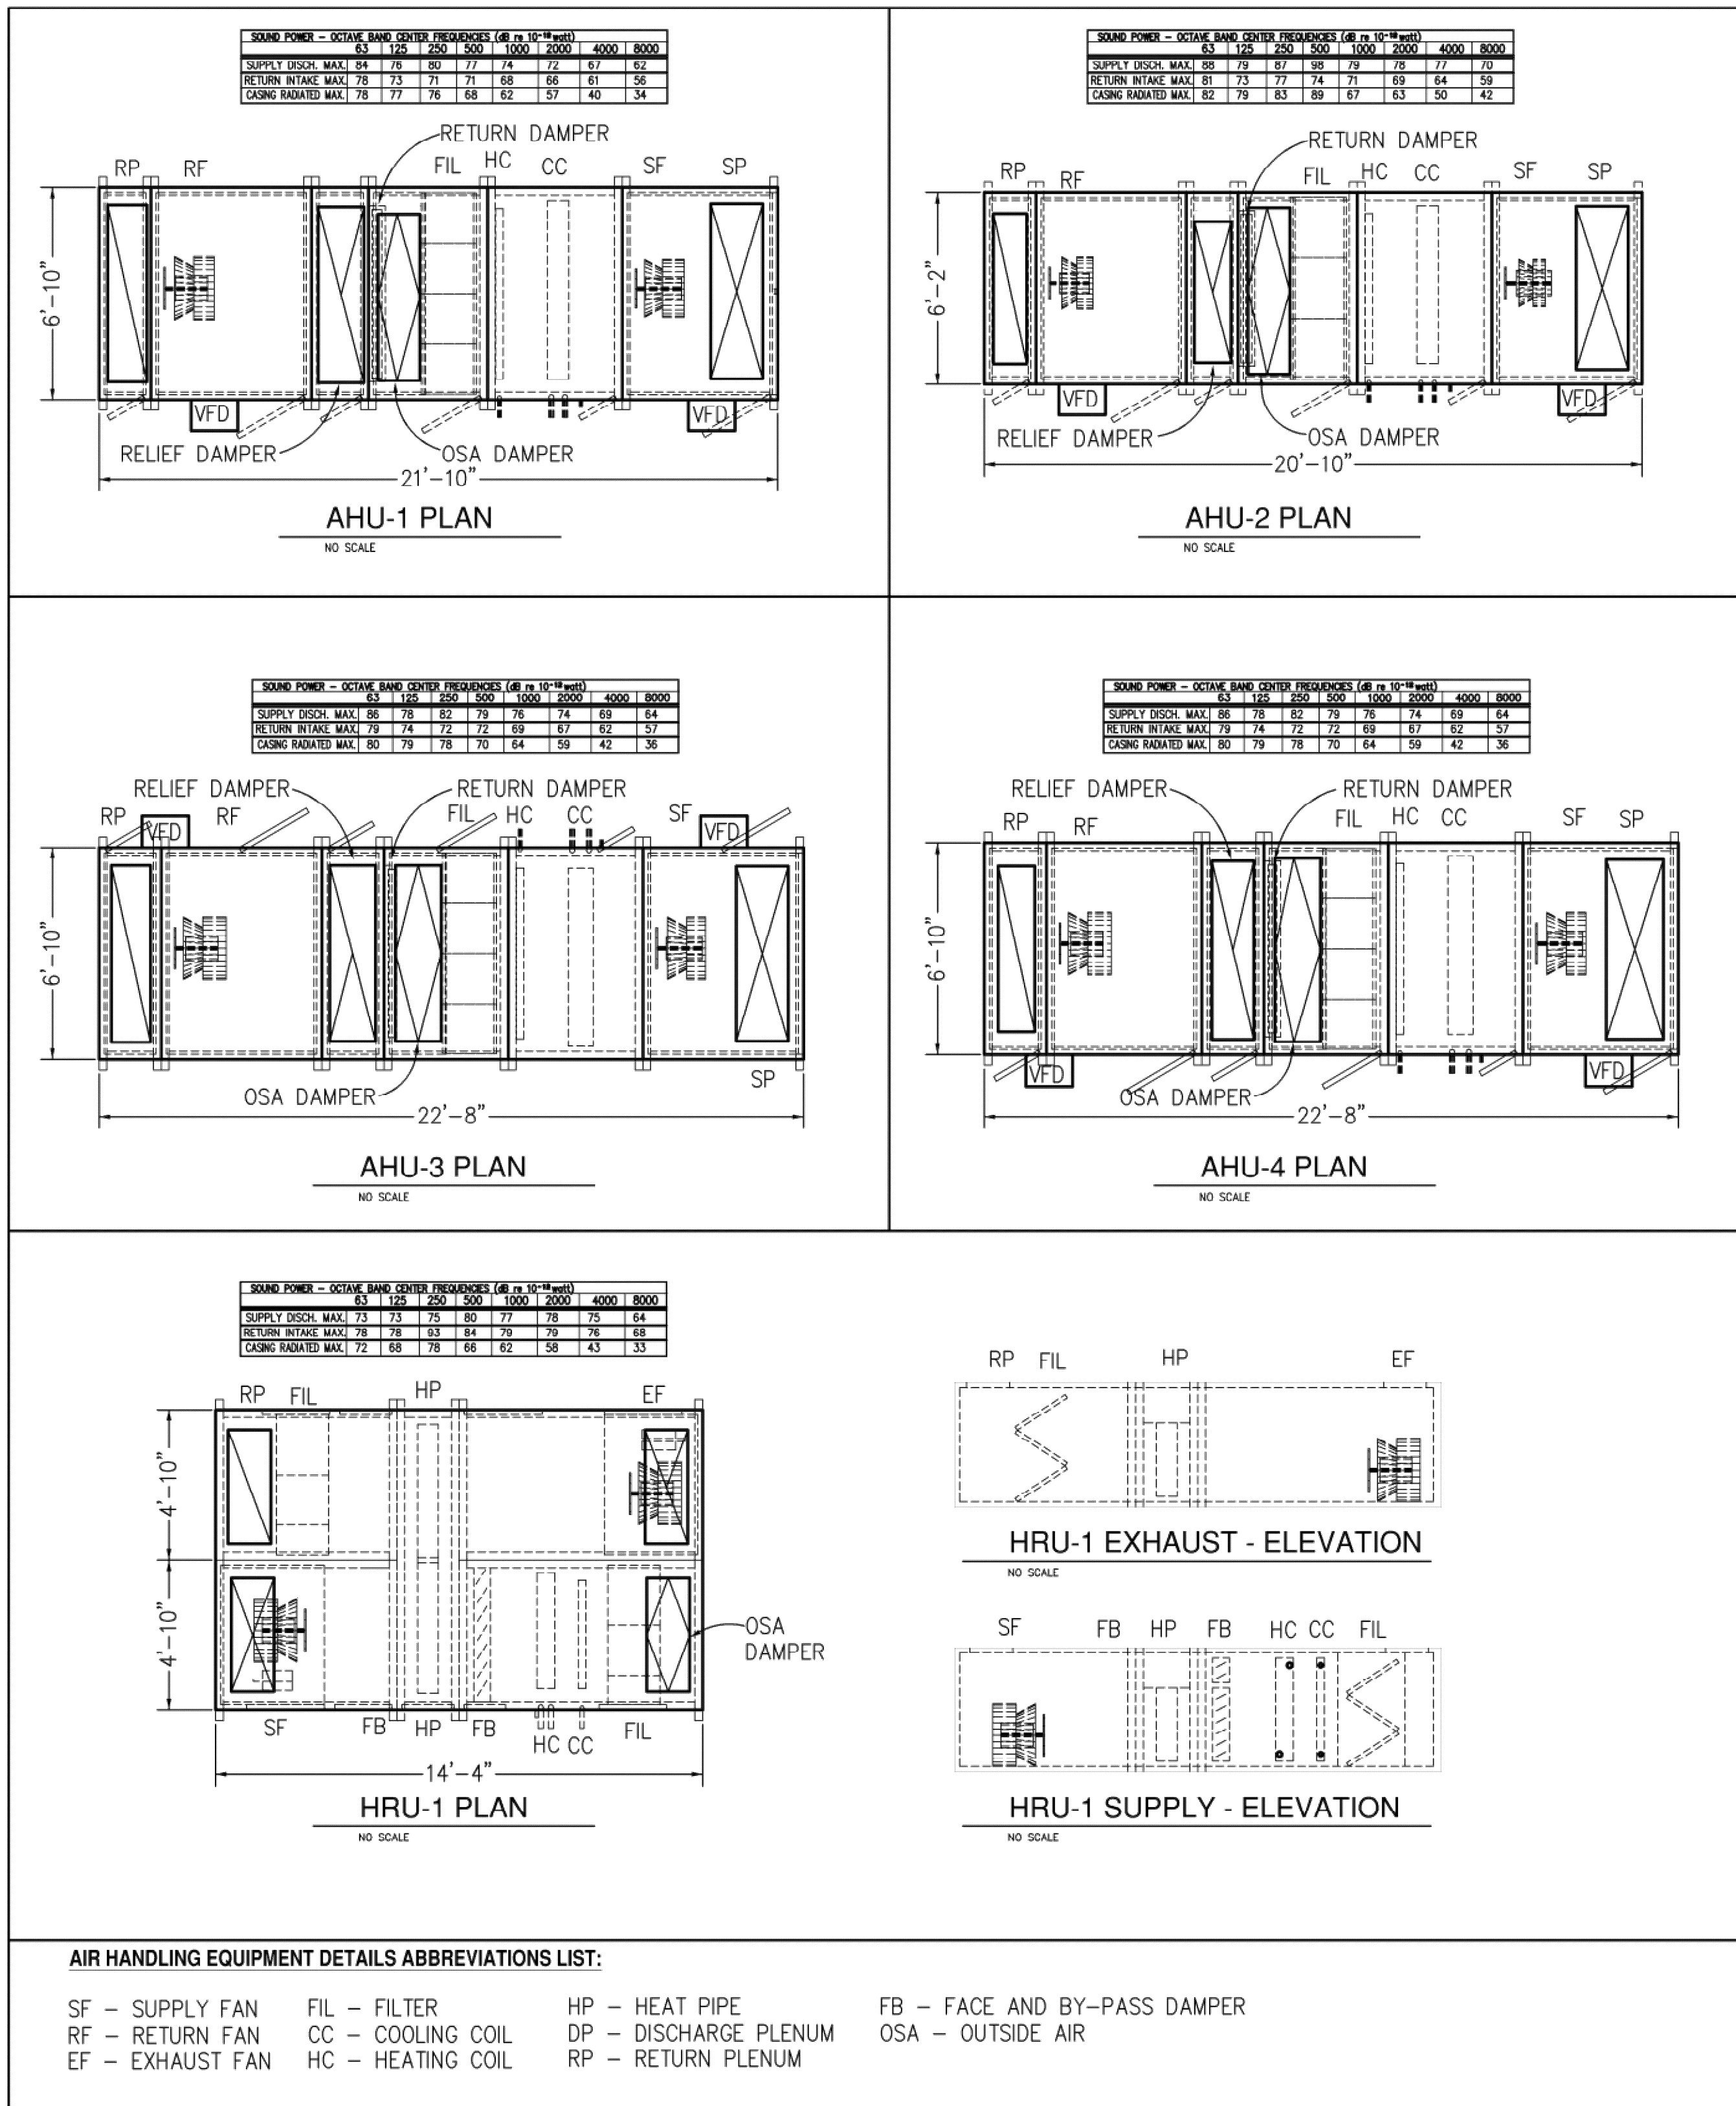 SOUND POWER – OCTAVE BAND CENTER FREQUENCIES (dB re 10⁻¹² watt)
63 125 250 500 1000 2000 4000 8000
SUPPLY DISCH. MAX. 84 76 80 77 74 72 67 62
RETURN INTAKE MAX. 78 73 71 71 68 66 61 56
CASING RADIATED MAX. 78 77 76 68 62 57 40 34
RETURN DAMPER
RP RF FIL HC CC SF SP
6'–10"
VFD VFD
RELIEF DAMPER OSA DAMPER
21'–10"
AHU-1 PLAN
NO SCALE
SOUND POWER – OCTAVE BAND CENTER FREQUENCIES (dB re 10⁻¹² watt)
63 125 250 500 1000 2000 4000 8000
SUPPLY DISCH. MAX. 88 79 87 98 79 78 77 70
RETURN INTAKE MAX. 81 73 77 74 71 69 64 59
CASING RADIATED MAX. 82 79 83 89 67 63 50 42
RETURN DAMPER
RP RF FIL HC CC SF SP
6'–2"
VFD VFD
RELIEF DAMPER OSA DAMPER
20'–10"
AHU-2 PLAN
NO SCALE
SOUND POWER – OCTAVE BAND CENTER FREQUENCIES (dB re 10⁻¹² watt)
63 125 250 500 1000 2000 4000 8000
SUPPLY DISCH. MAX. 86 78 82 79 76 74 69 64
RETURN INTAKE MAX. 79 74 72 72 69 67 62 57
CASING RADIATED MAX. 80 79 78 70 64 59 42 36
RELIEF DAMPER RETURN DAMPER
RP VFD RF FIL HC CC SF VFD
6'–10"
SP
OSA DAMPER
22'–8"
AHU-3 PLAN
NO SCALE
SOUND POWER – OCTAVE BAND CENTER FREQUENCIES (dB re 10⁻¹² watt)
63 125 250 500 1000 2000 4000 8000
SUPPLY DISCH. MAX. 86 78 82 79 76 74 69 64
RETURN INTAKE MAX. 79 74 72 72 69 67 62 57
CASING RADIATED MAX. 80 79 78 70 64 59 42 36
RELIEF DAMPER RETURN DAMPER
RP RF FIL HC CC SF SP
6'–10"
VFD VFD
OSA DAMPER
22'–8"
AHU-4 PLAN
NO SCALE
SOUND POWER – OCTAVE BAND CENTER FREQUENCIES (dB re 10⁻¹² watt)
63 125 250 500 1000 2000 4000 8000
SUPPLY DISCH. MAX. 73 73 75 80 77 78 75 64
RETURN INTAKE MAX. 78 78 93 84 79 79 76 68
CASING RADIATED MAX. 72 68 78 66 62 58 43 33
RP FIL HP EF
4'–10"
4'–10"
OSA
DAMPER
SF FB HP FB HC CC FIL
14'–4"
HRU-1 PLAN
NO SCALE
RP FIL HP EF
HRU-1 EXHAUST - ELEVATION
NO SCALE
SF FB HP FB HC CC FIL
HRU-1 SUPPLY - ELEVATION
NO SCALE
AIR HANDLING EQUIPMENT DETAILS ABBREVIATIONS LIST:
SF – SUPPLY FAN FIL – FILTER HP – HEAT PIPE FB – FACE AND BY-PASS DAMPER
RF – RETURN FAN CC – COOLING COIL DP – DISCHARGE PLENUM OSA – OUTSIDE AIR
EF – EXHAUST FAN HC – HEATING COIL RP – RETURN PLENUM